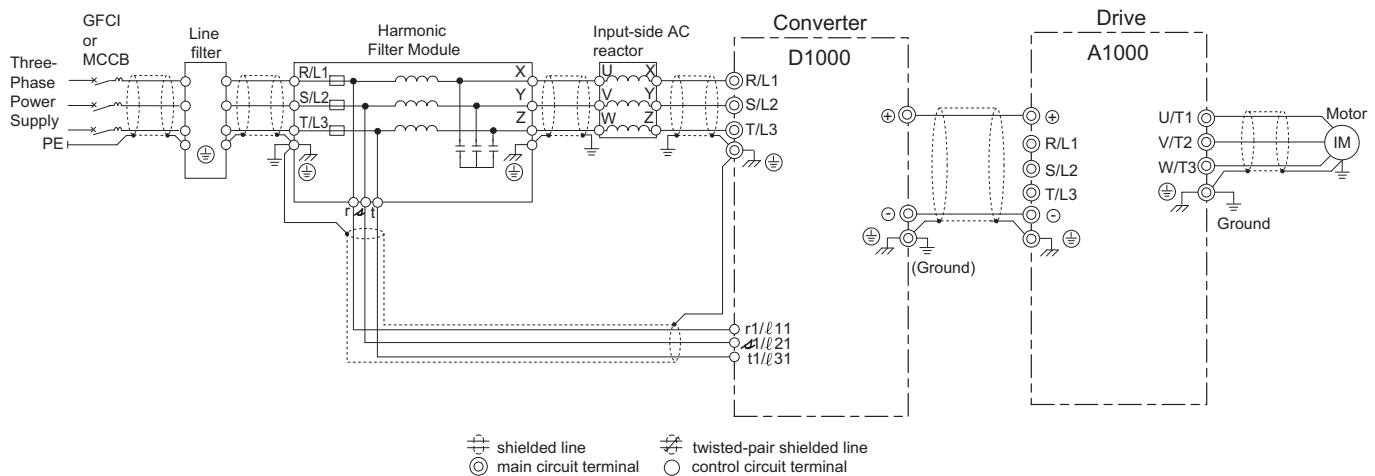 GFCI
or
MCCB
Three-
Phase
Power
Supply
PE
Line
filter
Harmonic
Filter Module
R/L1
S/L2
T/L3
X
Y
Z
r s t
Input-side AC
reactor
U X
V Y
W Z
Converter
D1000
R/L1
S/L2
T/L3
r1/ℓ11
s1/ℓ21
t1/ℓ31
+
-
(Ground)
Drive
A1000
+
R/L1
S/L2
T/L3
-
U/T1
V/T2
W/T3
Ground
Motor
IM
shielded line
twisted-pair shielded line
main circuit terminal
control circuit terminal